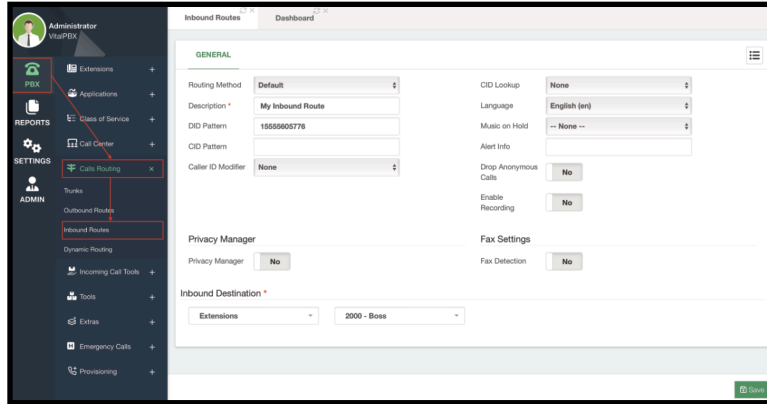 Administrator
VitalPBX
PBX
REPORTS
SETTINGS
ADMIN
Extensions +
Applications +
Class of Service +
Call Center +
Calls Routing ×
Trunks
Outbound Routes
Inbound Routes
Dynamic Routing
Incoming Call Tools +
Tools +
Extras +
Emergency Calls +
Provisioning +
Inbound Routes
Dashboard
GENERAL
Routing Method Default
Description * My Inbound Route
DID Pattern 15555605776
CID Pattern
Caller ID Modifier None
CID Lookup None
Language English (en)
Music on Hold -- None --
Alert Info
Drop Anonymous
Calls No
Enable
Recording No
Privacy Manager
Privacy Manager No
Fax Settings
Fax Detection No
Inbound Destination *
Extensions 2000 - Boss
Save